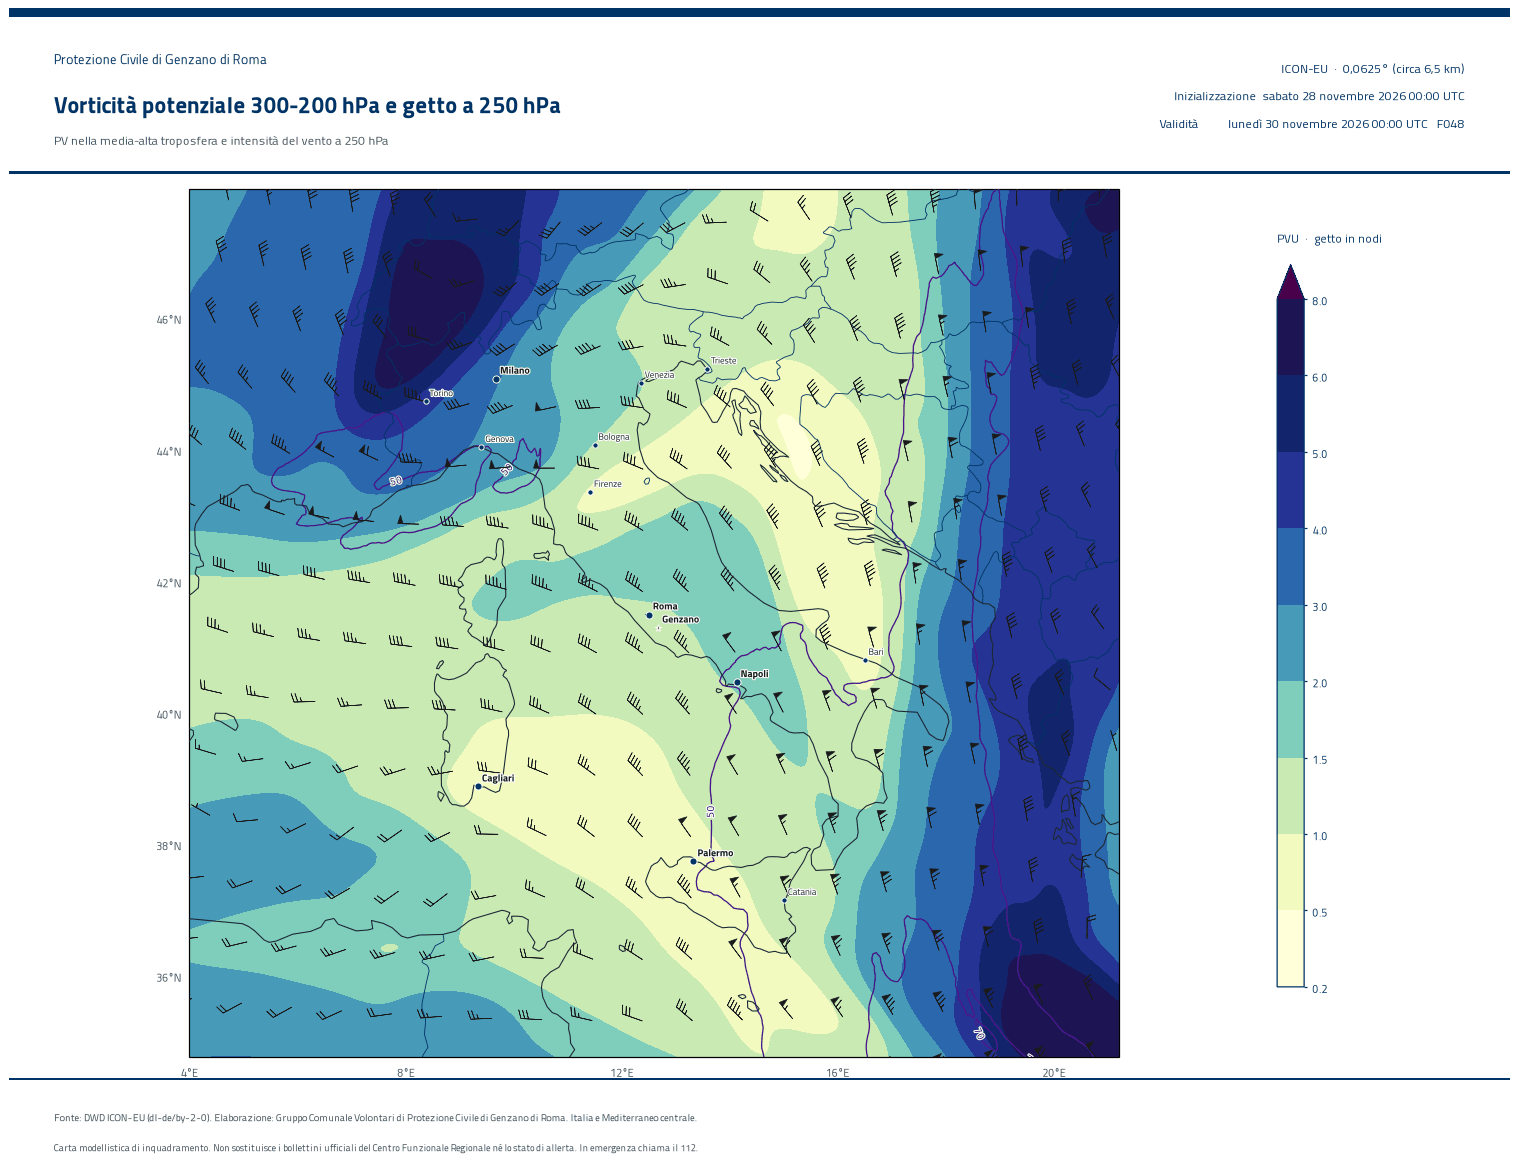 Protezione Civile di Genzano di Roma
Vorticità potenziale 300-200 hPa e getto a 250 hPa
PV nella media-alta troposfera e intensità del vento a 250 hPa
ICON-EU · 0,0625° (circa 6,5 km)
Inizializzazione sabato 28 novembre 2026 00:00 UTC
Validità lunedì 30 novembre 2026 00:00 UTC F048
PVU · getto in nodi
8.0
6.0
5.0
4.0
3.0
2.0
1.5
1.0
0.5
0.2
46°N
44°N
42°N
40°N
38°N
36°N
4°E
8°E
12°E
16°E
20°E
Trieste
Milano
Venezia
Torino
Bologna
Genova
50
50
Firenze
Roma
Genzano
Bari
Napoli
Cagliari
50
Palermo
Catania
70
Fonte: DWD ICON-EU (dl-de/by-2-0). Elaborazione: Gruppo Comunale Volontari di Protezione Civile di Genzano di Roma. Italia e Mediterraneo centrale.
Carta modellistica di inquadramento. Non sostituisce i bollettini ufficiali del Centro Funzionale Regionale né lo stato di allerta. In emergenza chiama il 112.